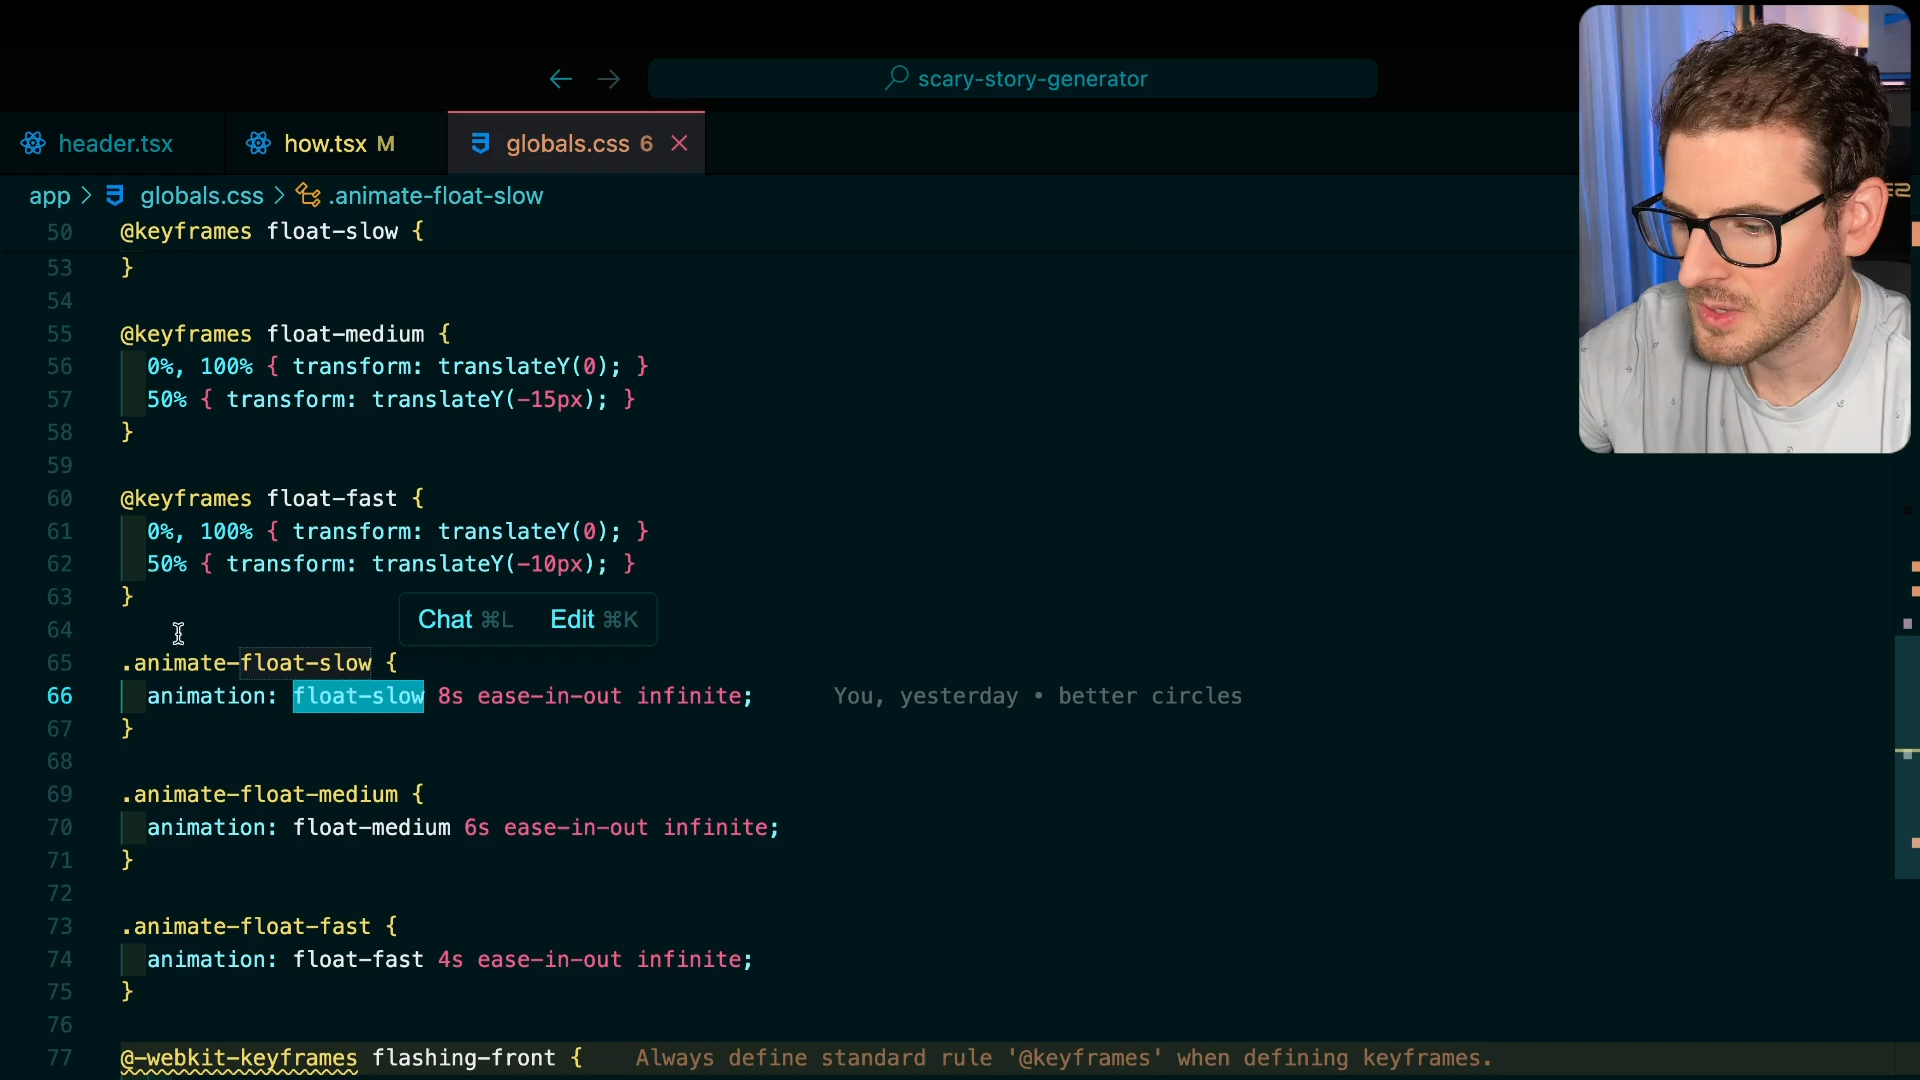 scary-story-generator
header.tsx
how.tsx M
globals.css 6
app > globals.css > .animate-float-slow
50 @keyframes float-slow {
53 }
54
55 @keyframes float-medium {
56 0%, 100% { transform: translateY(0); }
57 50% { transform: translateY(-15px); }
58 }
59
60 @keyframes float-fast {
61 0%, 100% { transform: translateY(0); }
62 50% { transform: translateY(-10px); }
63 }
Chat ⌘L Edit ⌘K
64
65 .animate-float-slow {
66 animation: float-slow 8s ease-in-out infinite; You, yesterday • better circles
67 }
68
69 .animate-float-medium {
70 animation: float-medium 6s ease-in-out infinite;
71 }
72
73 .animate-float-fast {
74 animation: float-fast 4s ease-in-out infinite;
75 }
76
77 @-webkit-keyframes flashing-front { Always define standard rule '@keyframes' when defining keyframes.